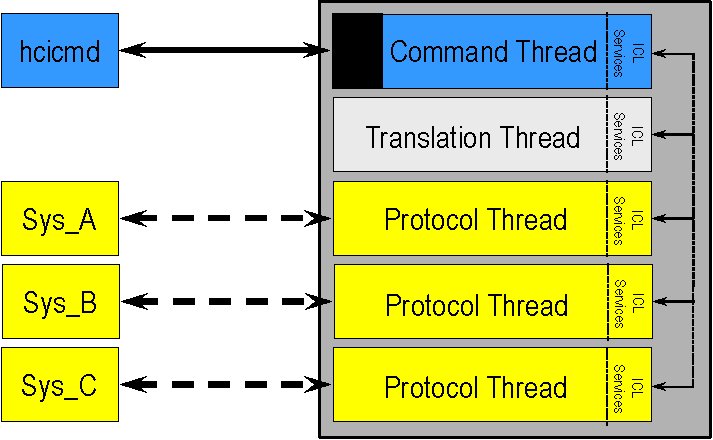 hcicmd
Command Thread
ICL
Services
Translation Thread
ICL
Services
Sys_A
Protocol Thread
ICL
Services
Sys_B
Protocol Thread
ICL
Services
Sys_C
Protocol Thread
ICL
Services